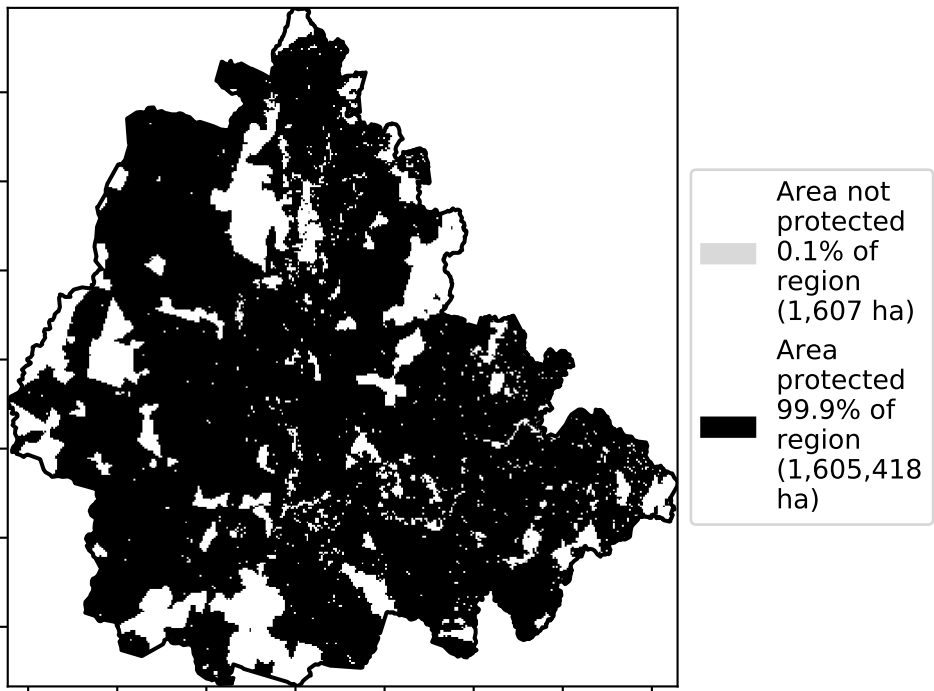 Area not
protected
0.1% of
region
(1,607 ha)
Area
protected
99.9% of
region
(1,605,418
ha)